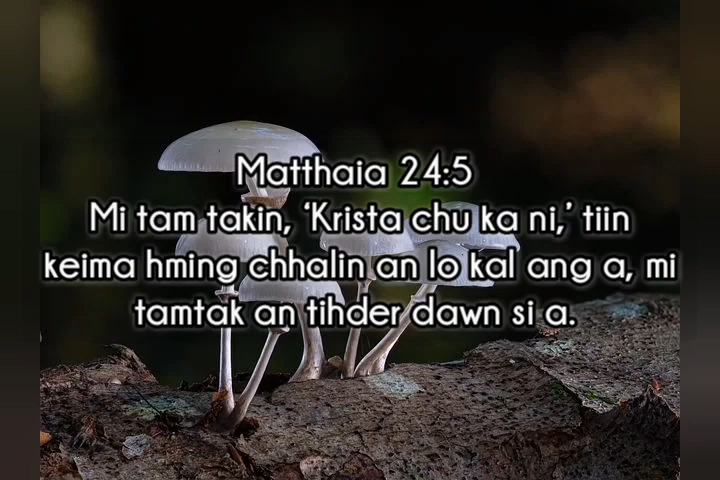 Matthaia 24:5
Mi tam takin, ‘Krista chu ka ni,’ tiin
keima hming chhalin an lo kal ang a, mi
tamtak an tihder dawn si a.